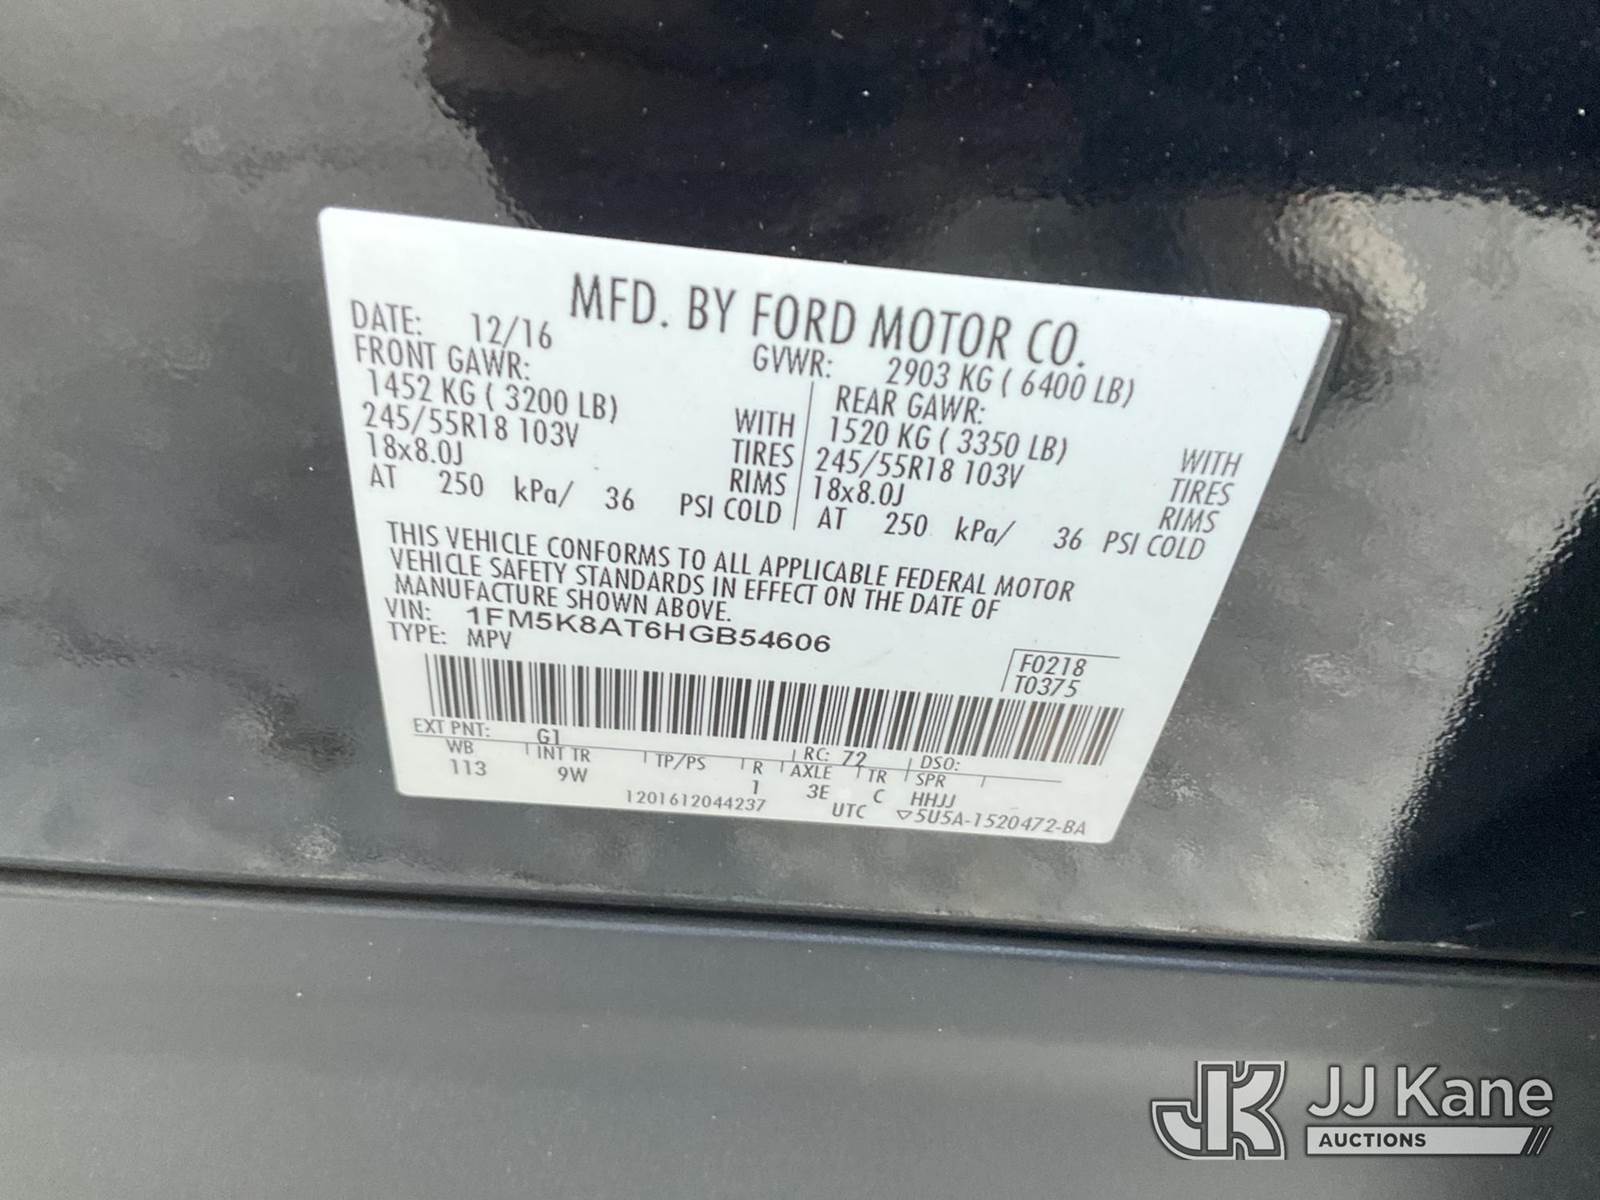 MFD. BY FORD MOTOR CO.
DATE: 12/16 GVWR: 2903 KG ( 6400 LB)
FRONT GAWR: REAR GAWR:
1452 KG ( 3200 LB) WITH 1520 KG ( 3350 LB) WITH
245/55R18 103V TIRES 245/55R18 103V TIRES
18x8.0J RIMS 18x8.0J RIMS
AT 250 kPa/ 36 PSI COLD AT 250 kPa/ 36 PSI COLD
THIS VEHICLE CONFORMS TO ALL APPLICABLE FEDERAL MOTOR
VEHICLE SAFETY STANDARDS IN EFFECT ON THE DATE OF
MANUFACTURE SHOWN ABOVE.
VIN: 1FM5K8AT6HGB54606
TYPE: MPV
F0218
T0375
EXT PNT: G1 RC: 72 DSO:
WB INT TR TP/PS R AXLE TR SPR
113 9W 1 3E C HHJJ
1201612044237 UTC ▽5U5A-1520472-BA
JK JJ Kane
AUCTIONS